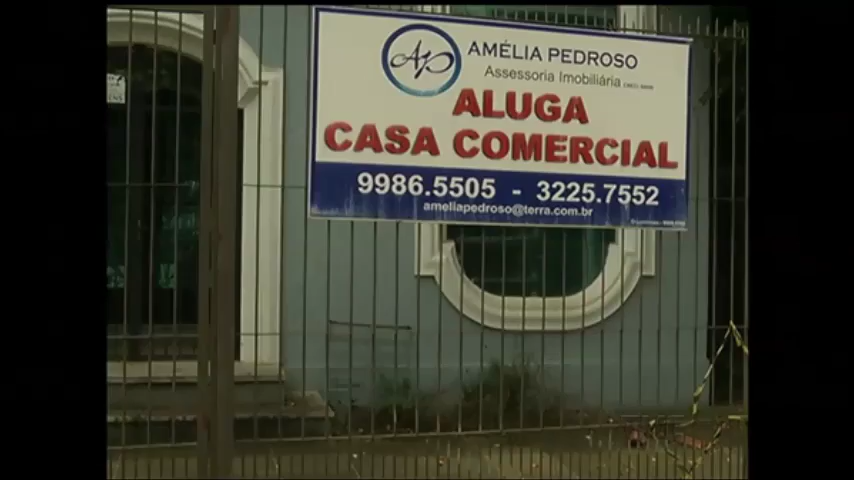 AP
AMÉLIA PEDROSO
Assessoria Imobiliária
ALUGA
CASA COMERCIAL
9986.5505 - 3225.7552
ameliapedroso@terra.com.br